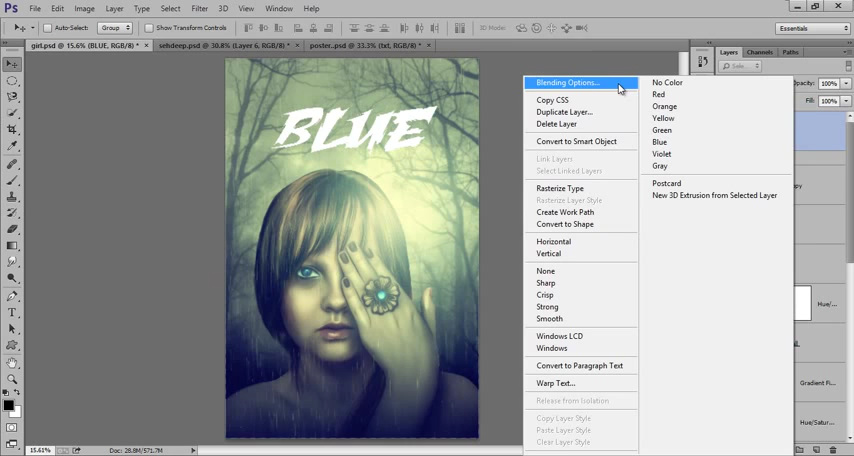 Ps File Edit Image Layer Type Select Filter 3D View Window Help
Auto-Select: Group Show Transform Controls 3D Mode: Essentials
girl.psd @ 15.6% (BLUE, RGB/8) * × sehdeep.psd @ 30.8% (Layer 6, RGB/8) * × poster..psd @ 33.3% (txt, RGB/8) * ×
Layers Channels Paths
Opacity: 100%
Fill: 100%
BLUE
Blending Options...
Copy CSS
Duplicate Layer...
Delete Layer
Convert to Smart Object
Link Layers
Select Linked Layers
Rasterize Type
Rasterize Layer Style
Create Work Path
Convert to Shape
Horizontal
Vertical
None
Sharp
Crisp
Strong
Smooth
Windows LCD
Windows
Convert to Paragraph Text
Warp Text...
Release from Isolation
Copy Layer Style
Paste Layer Style
Clear Layer Style
No Color
Red
Orange
Yellow
Green
Blue
Violet
Gray
Postcard
New 3D Extrusion from Selected Layer
Hue/...
Gradient Fi...
Hue/Satur...
15.61% Doc: 28.8M/571.7M